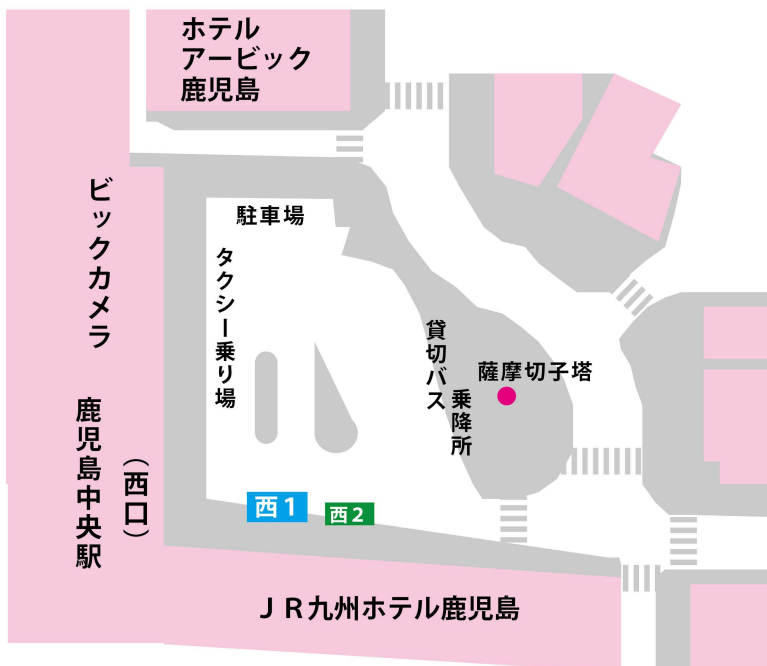 ホテル
アービック
鹿児島
駐車場
ビックカメラ
タクシー乗り場
貸切バス
乗降所
薩摩切子塔
鹿児島中央駅
（西口）
西1
西2
ＪＲ九州ホテル鹿児島